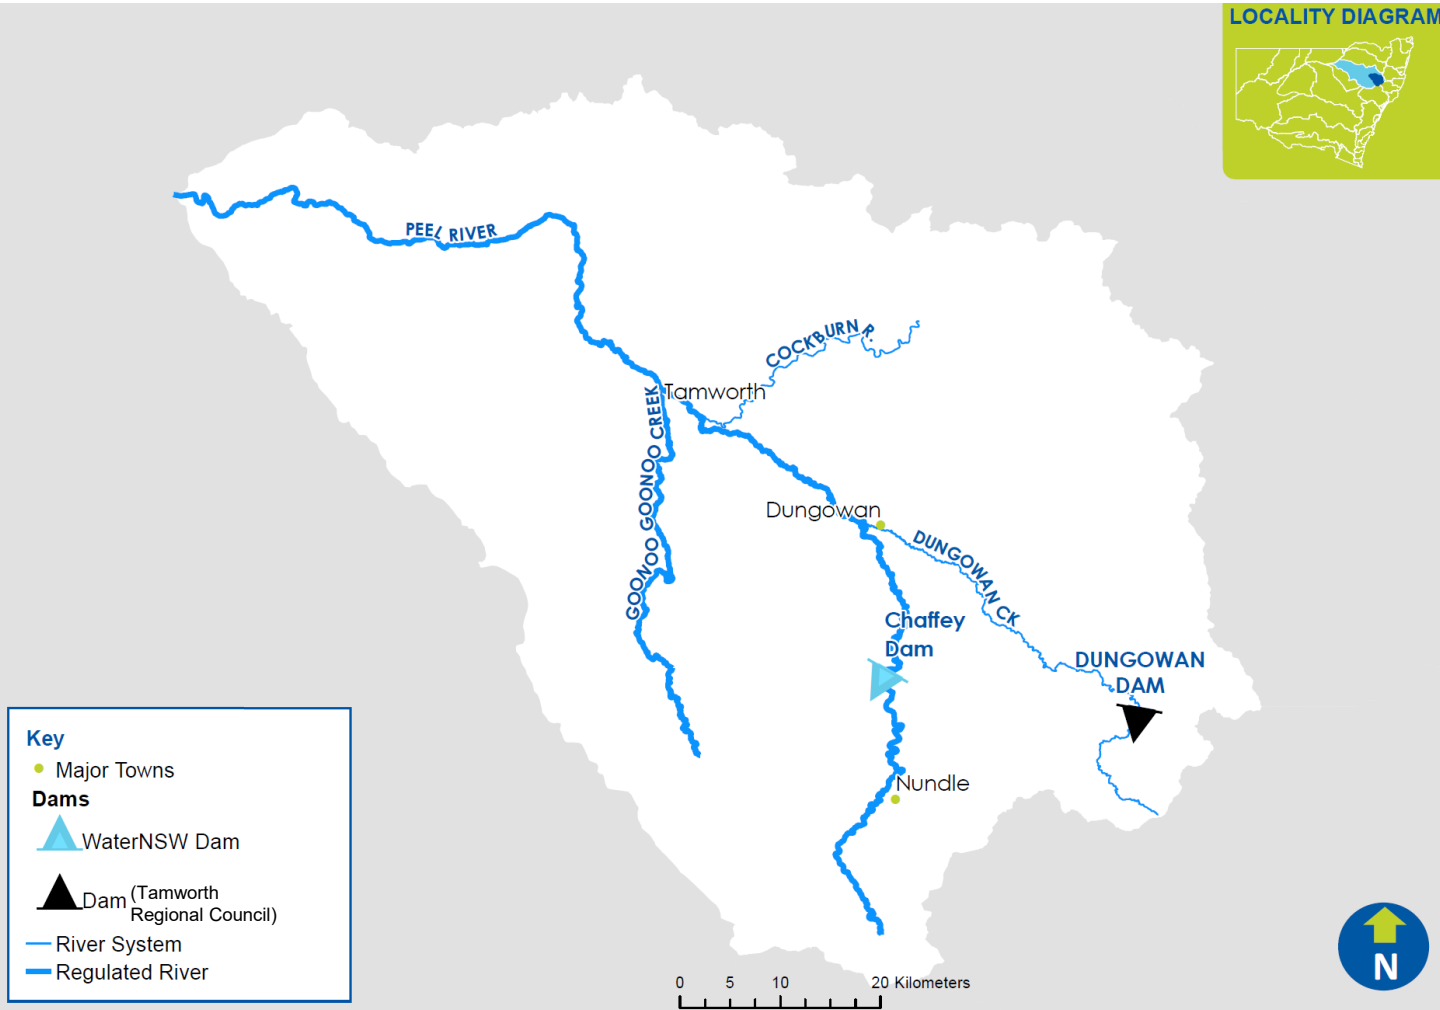 LOCALITY DIAGRAM
PEEL RIVER
COCKBURN R.
Tamworth
GOONOO GOONOO CREEK
Dungowan
DUNGOWAN CK
Chaffey
Dam
DUNGOWAN
DAM
Nundle
Key
Major Towns
Dams
WaterNSW Dam
Dam (Tamworth
Regional Council)
River System
Regulated River
0 5 10 20 Kilometers
N